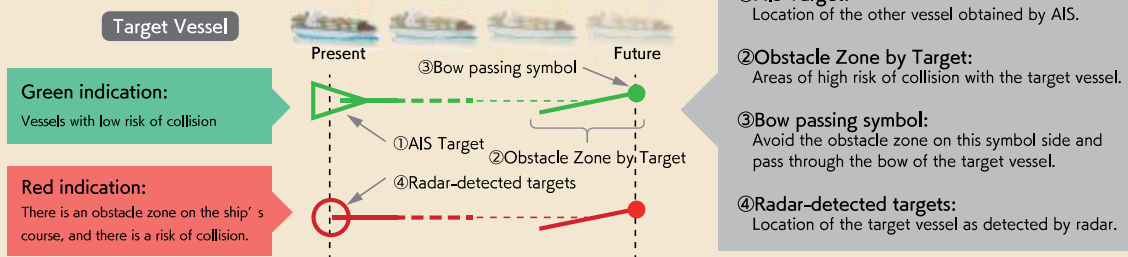 Target Vessel
Present
Future
③Bow passing symbol
Green indication:
Vessels with low risk of collision
①AIS Target
②Obstacle Zone by Target
④Radar-detected targets
Red indication:
There is an obstacle zone on the ship' s
course, and there is a risk of collision.
Location of the other vessel obtained by AIS.
②Obstacle Zone by Target:
Areas of high risk of collision with the target vessel.
③Bow passing symbol:
Avoid the obstacle zone on this symbol side and
pass through the bow of the target vessel.
④Radar-detected targets:
Location of the target vessel as detected by radar.